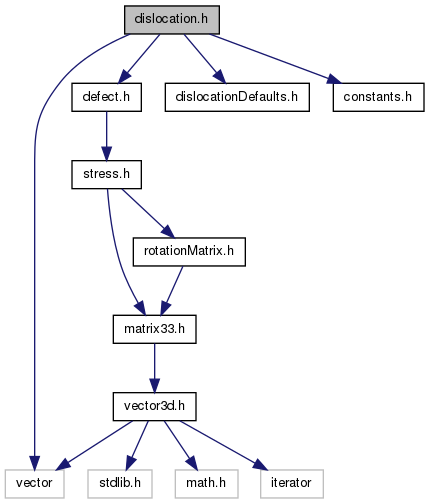 dislocation.h
defect.h
dislocationDefaults.h
constants.h
stress.h
rotationMatrix.h
matrix33.h
vector3d.h
vector
stdlib.h
math.h
iterator